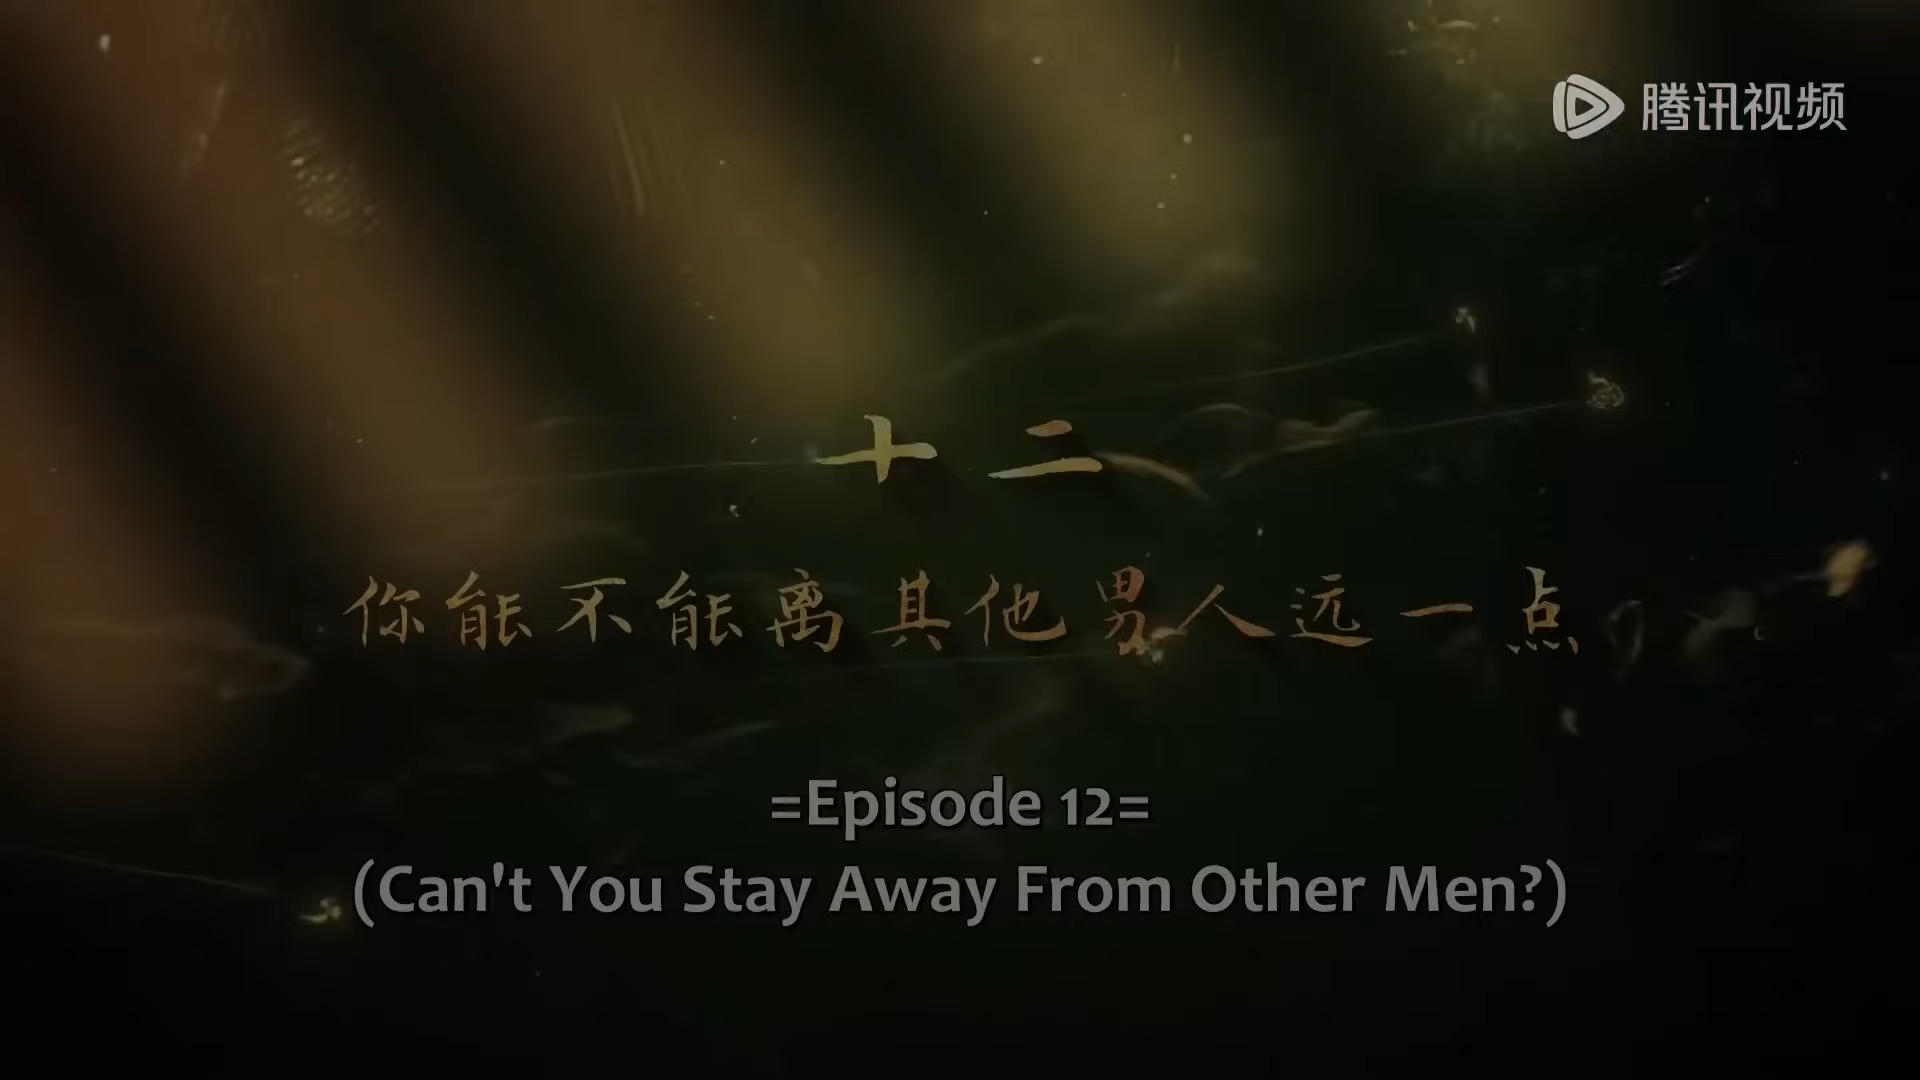 腾讯视频
十二
你能不能离其他男人远一点
=Episode 12=
(Can't You Stay Away From Other Men?)